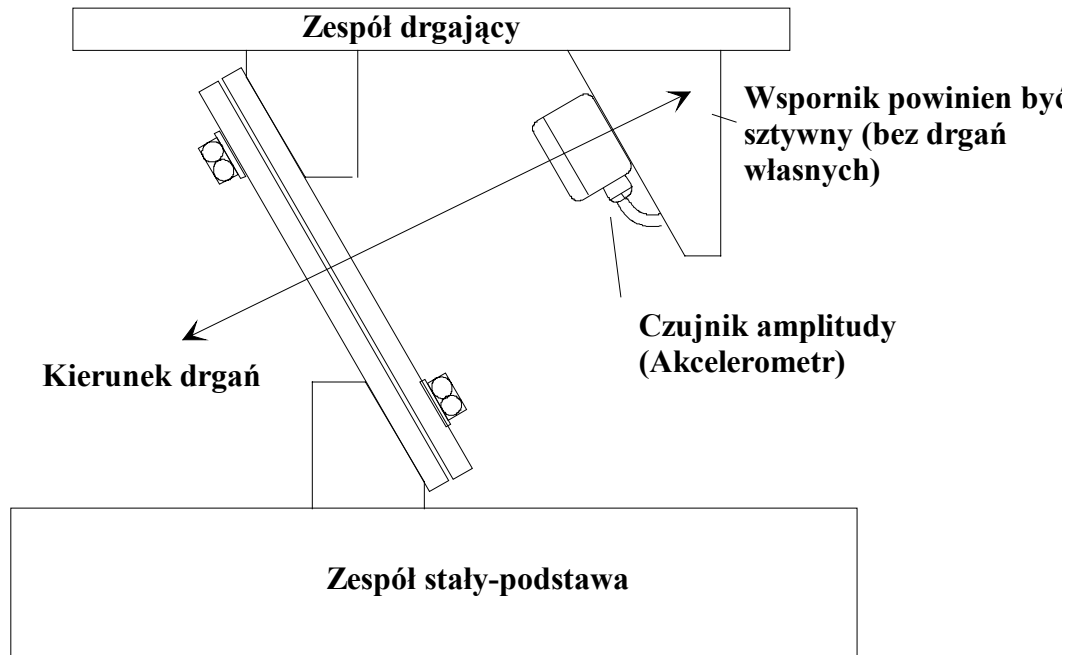 Zespół drgający
Wspornik powinien być
sztywny (bez drgań
własnych)
Czujnik amplitudy
(Akcelerometr)
Kierunek drgań
Zespół stały-podstawa